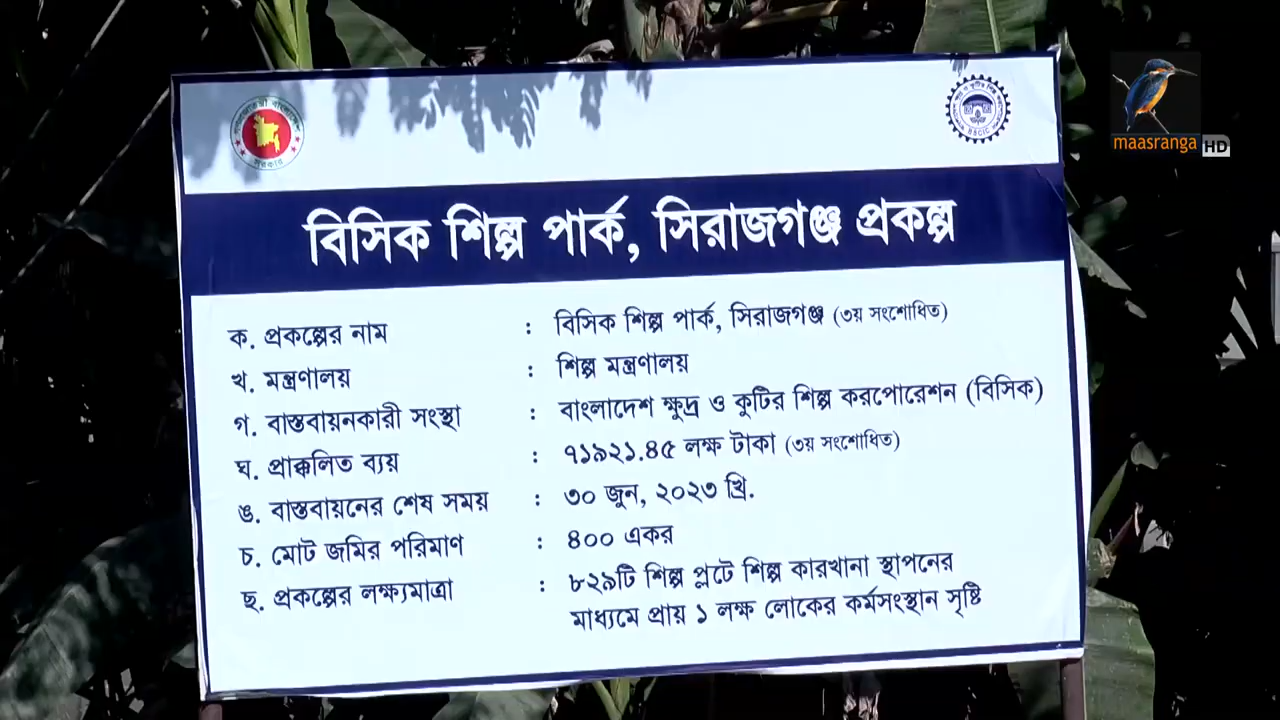 maasranga HD
সরকার
BSCIC
বিসিক শিল্প পার্ক, সিরাজগঞ্জ প্রকল্প
ক. প্রকল্পের নাম : বিসিক শিল্প পার্ক, সিরাজগঞ্জ (৩য় সংশোধিত)
খ. মন্ত্রণালয় : শিল্প মন্ত্রণালয়
গ. বাস্তবায়নকারী সংস্থা : বাংলাদেশ ক্ষুদ্র ও কুটির শিল্প করপোরেশন (বিসিক)
ঘ. প্রাক্কলিত ব্যয় : ৭১৯২১.৪৫ লক্ষ টাকা (৩য় সংশোধিত)
ঙ. বাস্তবায়নের শেষ সময় : ৩০ জুন, ২০২৩ খ্রি.
চ. মোট জমির পরিমাণ : ৪০০ একর
ছ. প্রকল্পের লক্ষ্যমাত্রা : ৮২৯টি শিল্প প্লটে শিল্প কারখানা স্থাপনের
মাধ্যমে প্রায় ১ লক্ষ লোকের কর্মসংস্থান সৃষ্টি